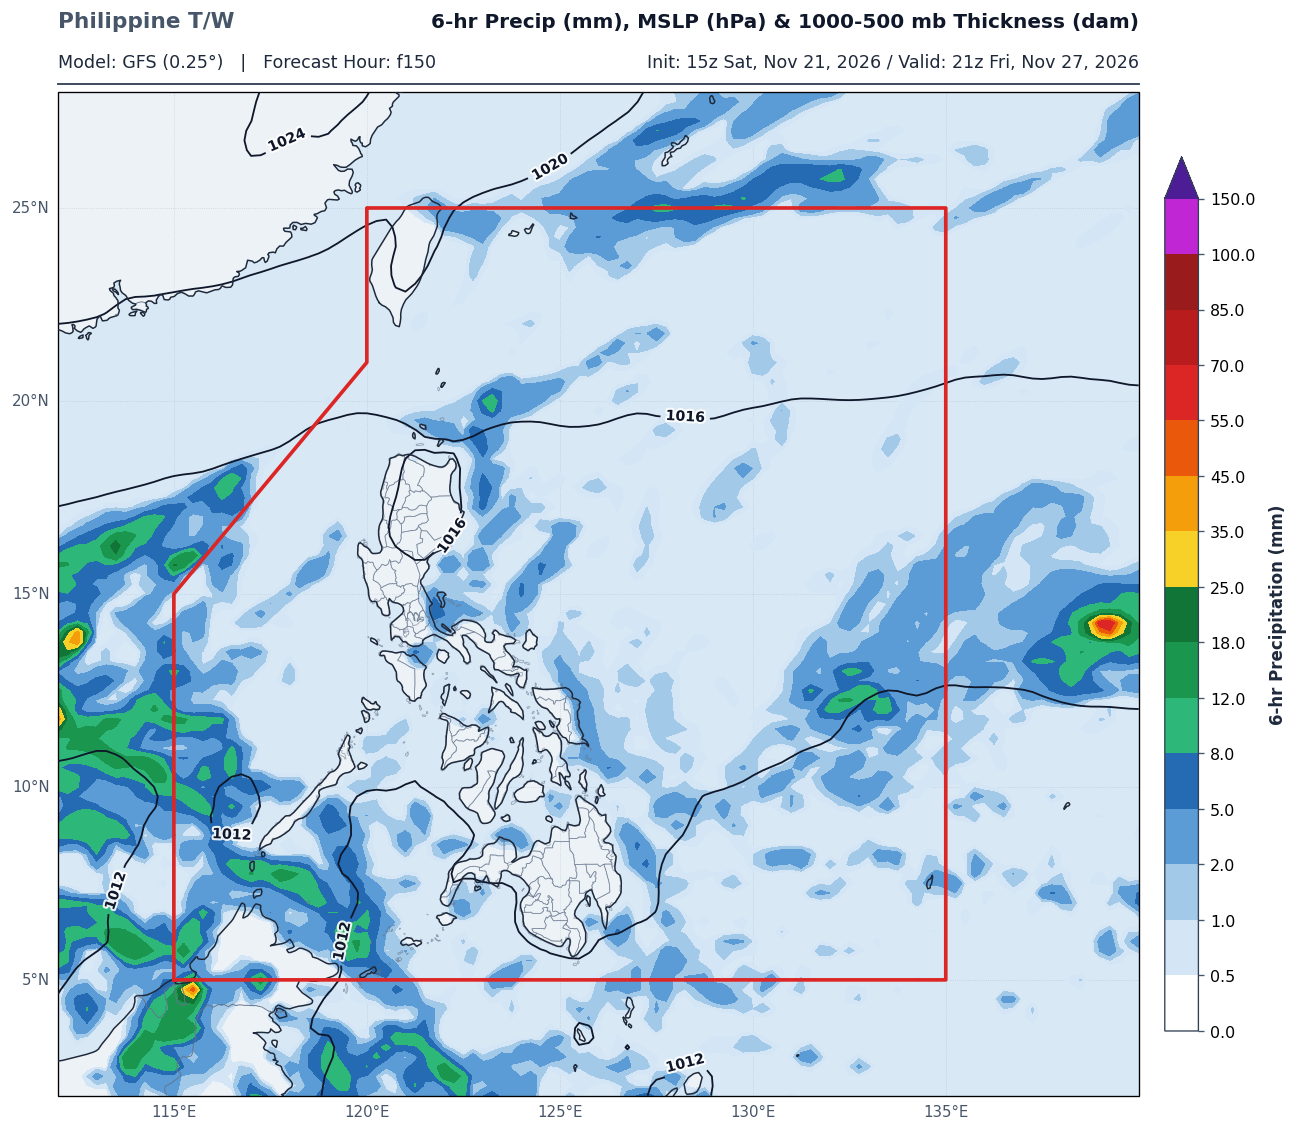 Philippine T/W
6-hr Precip (mm), MSLP (hPa) & 1000-500 mb Thickness (dam)
Model: GFS (0.25°)   |   Forecast Hour: f150
Init: 15z Sat, Nov 21, 2026 / Valid: 21z Fri, Nov 27, 2026
1024
1020
1016
1016
1012
1012
1012
1012
25°N
20°N
15°N
10°N
5°N
115°E
120°E
125°E
130°E
135°E
150.0
100.0
85.0
70.0
55.0
45.0
35.0
25.0
18.0
12.0
8.0
5.0
2.0
1.0
0.5
0.0
6-hr Precipitation (mm)